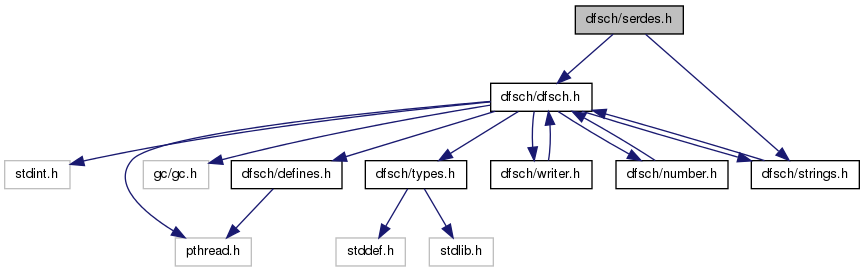 dfsch/serdes.h
dfsch/dfsch.h
stdint.h
gc/gc.h
dfsch/defines.h
dfsch/types.h
dfsch/writer.h
dfsch/number.h
dfsch/strings.h
pthread.h
stddef.h
stdlib.h